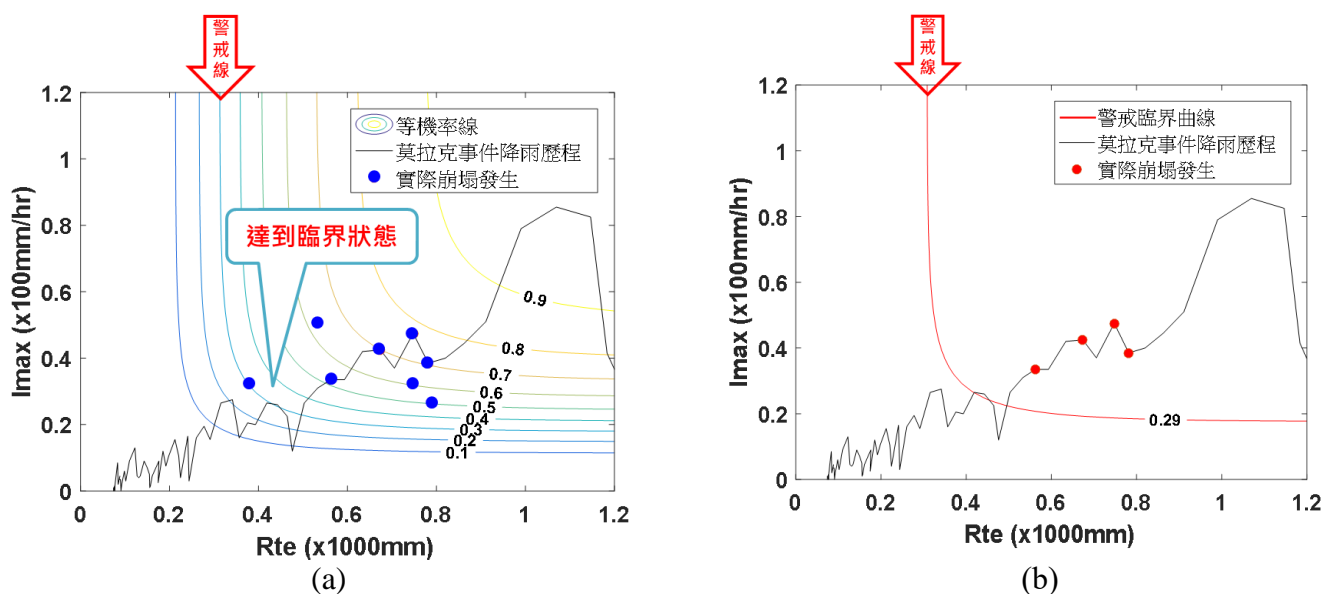 警戒線
1.2
1
0.8
0.6
0.4
0.2
0
Imax (x100mm/hr)
等機率線
莫拉克事件降雨歷程
實際崩塌發生
達到臨界狀態
0.9
0.8
0.7
0.6
0.5
0.4
0.3
0.2
0.1
0 0.2 0.4 0.6 0.8 1 1.2
Rte (x1000mm)
(a)
警戒線
1.2
1
0.8
0.6
0.4
0.2
0
Imax (x100mm/hr)
警戒臨界曲線
莫拉克事件降雨歷程
實際崩塌發生
0.29
0 0.2 0.4 0.6 0.8 1 1.2
Rte (x1000mm)
(b)